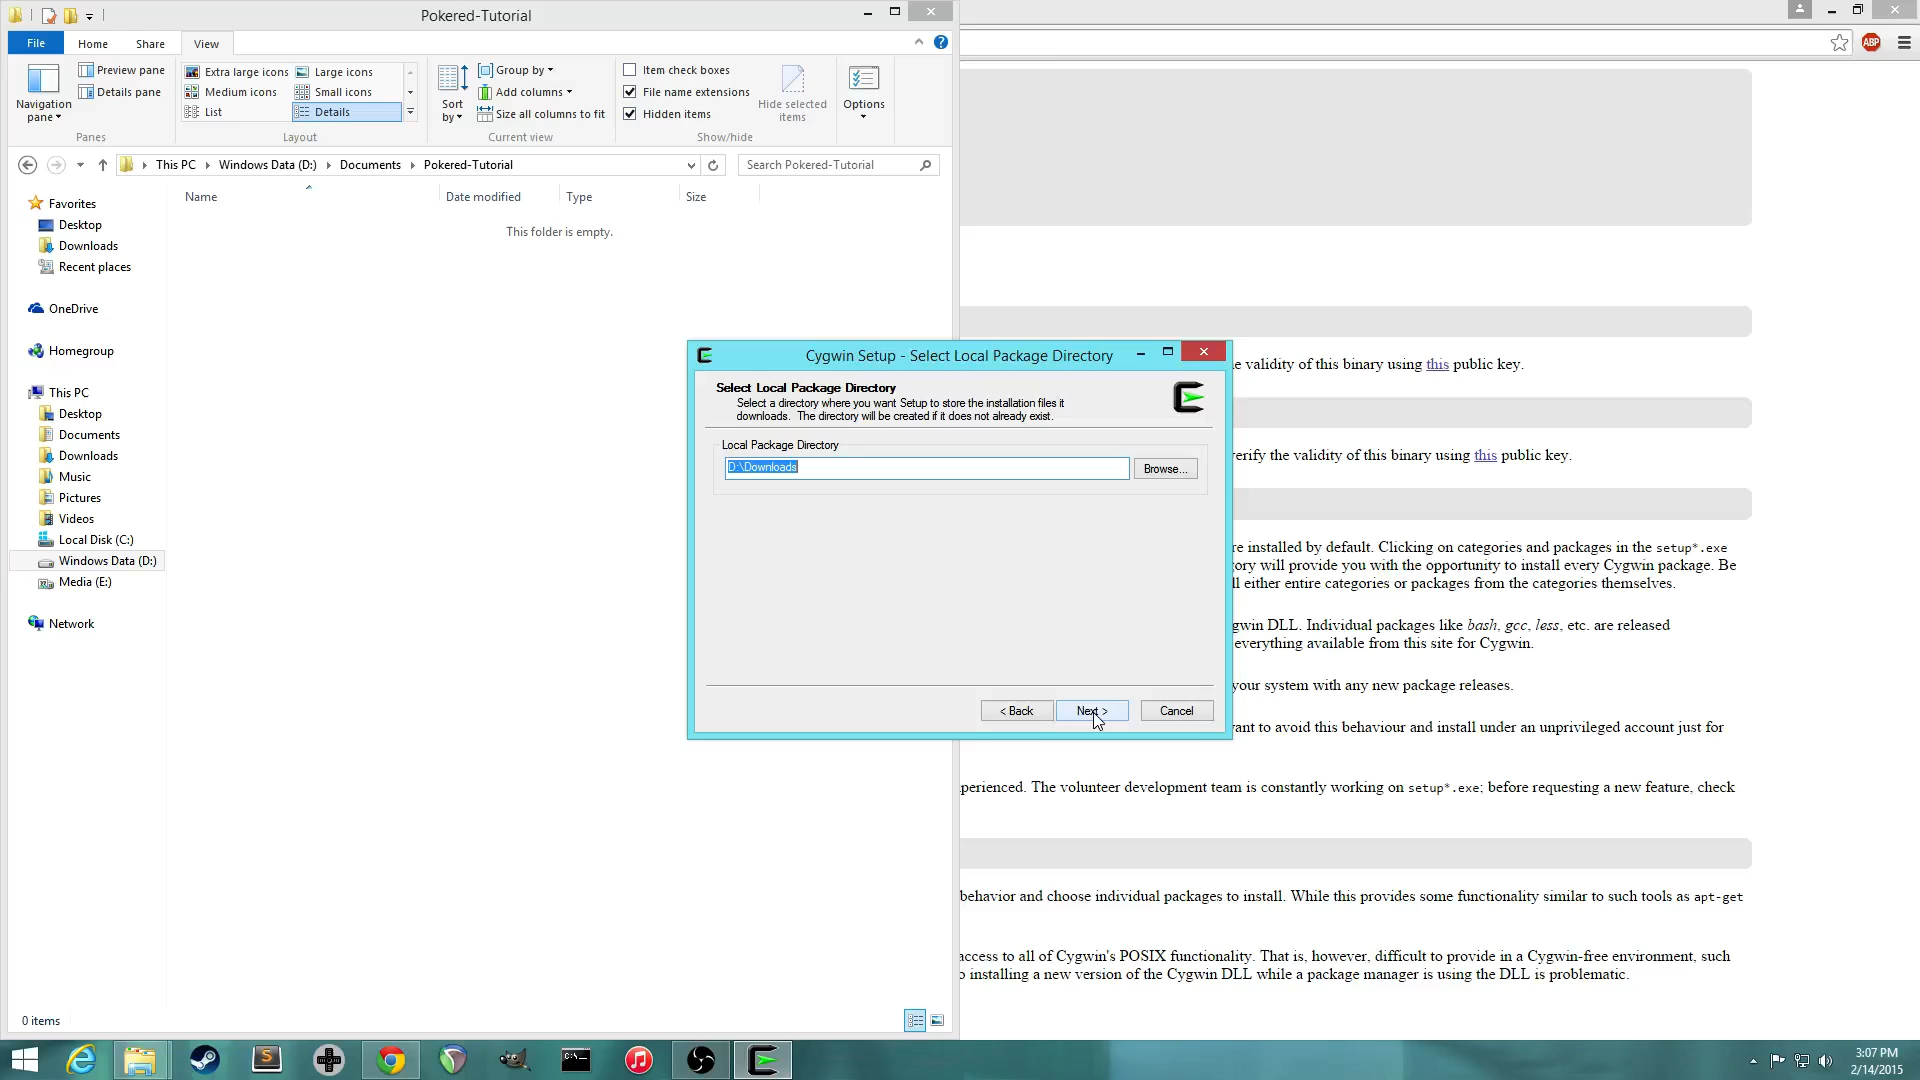 Pokered-Tutorial
File
Home
Share
View
Preview pane
Details pane
Navigation pane
Panes
Extra large icons
Large icons
Medium icons
Small icons
List
Details
Layout
Sort by
Group by
Add columns
Size all columns to fit
Current view
Item check boxes
File name extensions
Hidden items
Hide selected items
Show/hide
Options
ABP
This PC
Windows Data (D:)
Documents
Pokered-Tutorial
Search Pokered-Tutorial
Name
Date modified
Type
Size
This folder is empty.
Favorites
Desktop
Downloads
Recent places
OneDrive
Homegroup
This PC
Desktop
Documents
Downloads
Music
Pictures
Videos
Local Disk (C:)
Windows Data (D:)
Media (E:)
Network
0 items
Cygwin Setup - Select Local Package Directory
Select Local Package Directory
Select a directory where you want Setup to store the installation files it
downloads. The directory will be created if it does not already exist.
Local Package Directory
D:\Downloads
Browse...
< Back
Next >
Cancel
e validity of this binary using this public key.
erify the validity of this binary using this public key.
re installed by default. Clicking on categories and packages in the setup*.exe
ory will provide you with the opportunity to install every Cygwin package. Be
ll either entire categories or packages from the categories themselves.
gwin DLL. Individual packages like bash, gcc, less, etc. are released
everything available from this site for Cygwin.
your system with any new package releases.
ant to avoid this behaviour and install under an unprivileged account just for
perienced. The volunteer development team is constantly working on setup*.exe; before requesting a new feature, check
behavior and choose individual packages to install. While this provides some functionality similar to such tools as apt-get
access to all of Cygwin's POSIX functionality. That is, however, difficult to provide in a Cygwin-free environment, such
o installing a new version of the Cygwin DLL while a package manager is using the DLL is problematic.
3:07 PM
2/14/2015